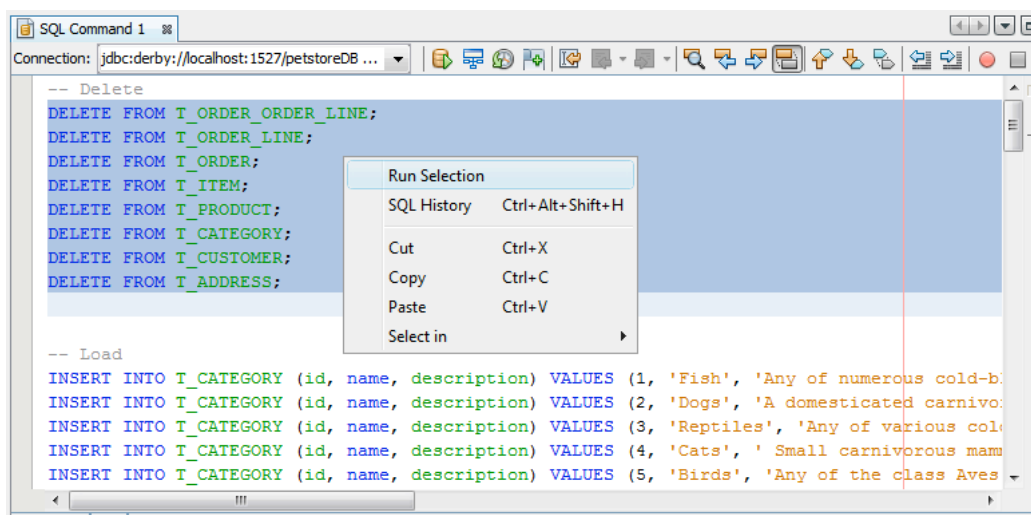 SQL Command 1
Connection: jdbc:derby://localhost:1527/petstoreDB ...
-- Delete
DELETE FROM T_ORDER_ORDER_LINE;
DELETE FROM T_ORDER_LINE;
DELETE FROM T_ORDER;
DELETE FROM T_ITEM;
DELETE FROM T_PRODUCT;
DELETE FROM T_CATEGORY;
DELETE FROM T_CUSTOMER;
DELETE FROM T_ADDRESS;
Run Selection
SQL History Ctrl+Alt+Shift+H
Cut Ctrl+X
Copy Ctrl+C
Paste Ctrl+V
Select in
-- Load
INSERT INTO T_CATEGORY (id, name, description) VALUES (1, 'Fish', 'Any of numerous cold-b
INSERT INTO T_CATEGORY (id, name, description) VALUES (2, 'Dogs', 'A domesticated carnivo
INSERT INTO T_CATEGORY (id, name, description) VALUES (3, 'Reptiles', 'Any of various col
INSERT INTO T_CATEGORY (id, name, description) VALUES (4, 'Cats', ' Small carnivorous mam
INSERT INTO T_CATEGORY (id, name, description) VALUES (5, 'Birds', 'Any of the class Aves